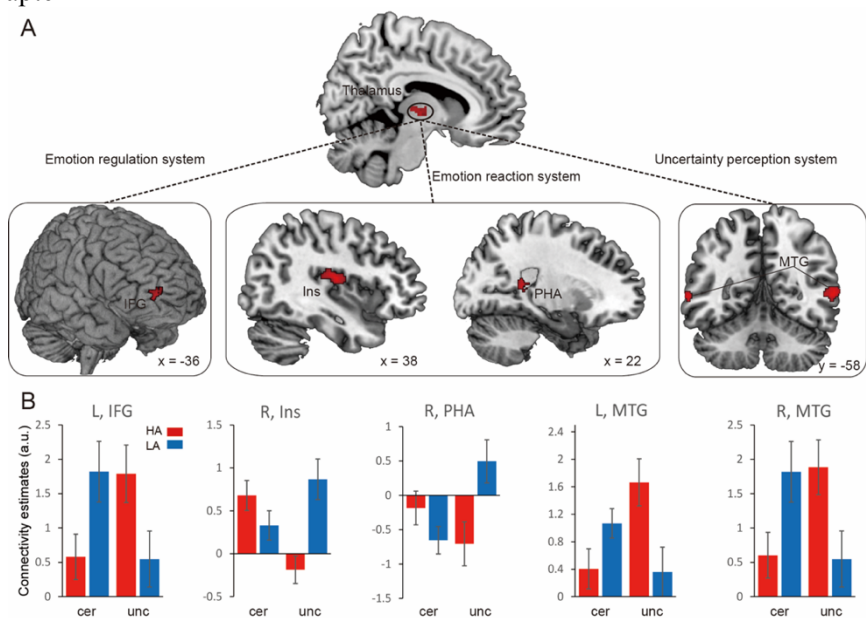 A
Thalamus
Emotion regulation system
Emotion reaction system
Uncertainty perception system
IFG
x = -36
Ins
x = 38
PHA
x = 22
MTG
y = -58
B
L, IFG
R, Ins
R, PHA
L, MTG
R, MTG
Connectivity estimates (a.u.)
HA
LA
2.5
2
1.5
1
0.5
0
cer
unc
1.5
1
0.5
0
-0.5
cer
unc
1
0.5
0
-0.5
-1
-1.5
cer
unc
2.4
2
1.6
1.2
0.8
0.4
0
cer
unc
2.5
2
1.5
1
0.5
0
cer
unc